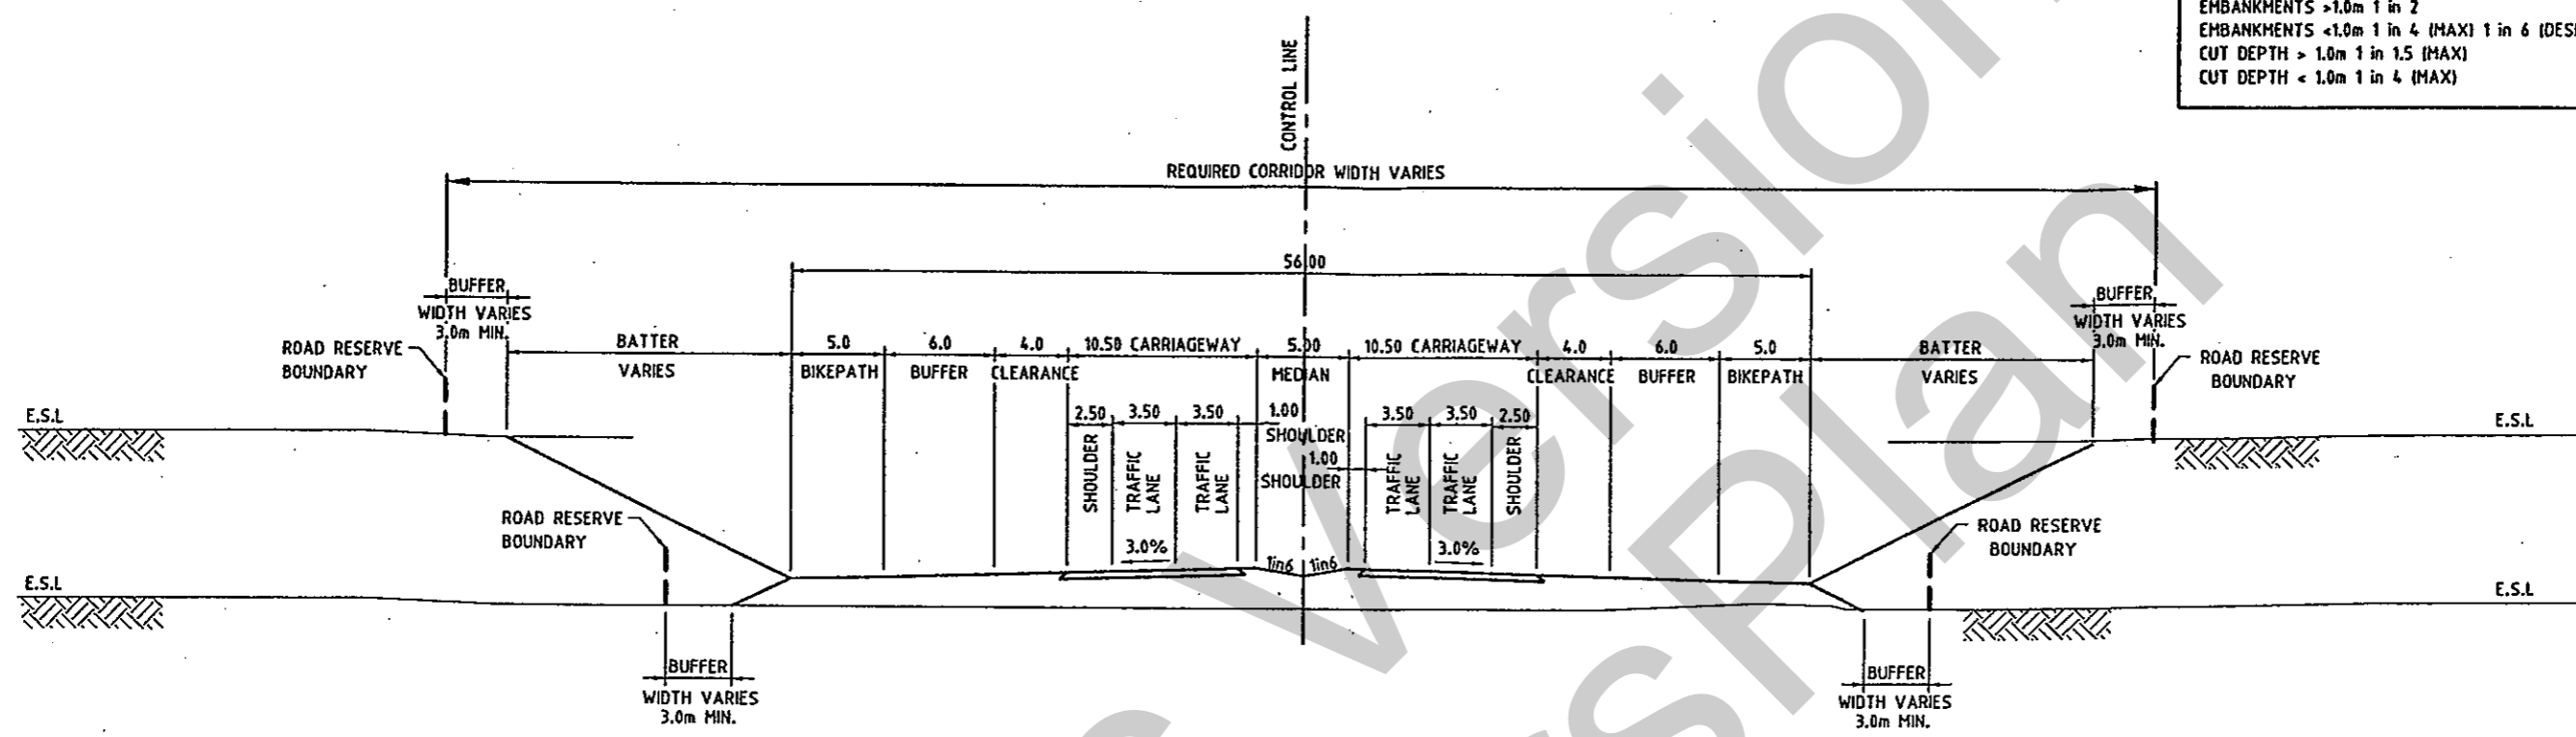 EMBANKMENTS >1.0m 1 in 2
EMBANKMENTS <1.0m 1 in 4 (MAX) 1 in 6 (DES
CUT DEPTH > 1.0m 1 in 1.5 (MAX)
CUT DEPTH < 1.0m 1 in 4 (MAX)
CONTROL LINE
REQUIRED CORRIDOR WIDTH VARIES
56.00
BUFFER
WIDTH VARIES
3.0m MIN.
BUFFER
WIDTH VARIES
3.0m MIN.
ROAD RESERVE
BOUNDARY
BATTER
VARIES
5.0
BIKEPATH
6.0
BUFFER
4.0
CLEARANCE
10.50 CARRIAGEWAY
5.00
MEDIAN
10.50 CARRIAGEWAY
4.0
CLEARANCE
6.0
BUFFER
5.0
BIKEPATH
BATTER
VARIES
ROAD RESERVE
BOUNDARY
2.50
SHOULDER
3.50
TRAFFIC
LANE
3.50
TRAFFIC
LANE
1.00
SHOULDER
1.00
SHOULDER
3.50
TRAFFIC
LANE
3.50
TRAFFIC
LANE
2.50
SHOULDER
E.S.L
E.S.L
ROAD RESERVE
BOUNDARY
3.0%
1in6
1in6
3.0%
ROAD RESERVE
BOUNDARY
E.S.L
E.S.L
BUFFER
WIDTH VARIES
3.0m MIN.
BUFFER
WIDTH VARIES
3.0m MIN.
Version
Plan